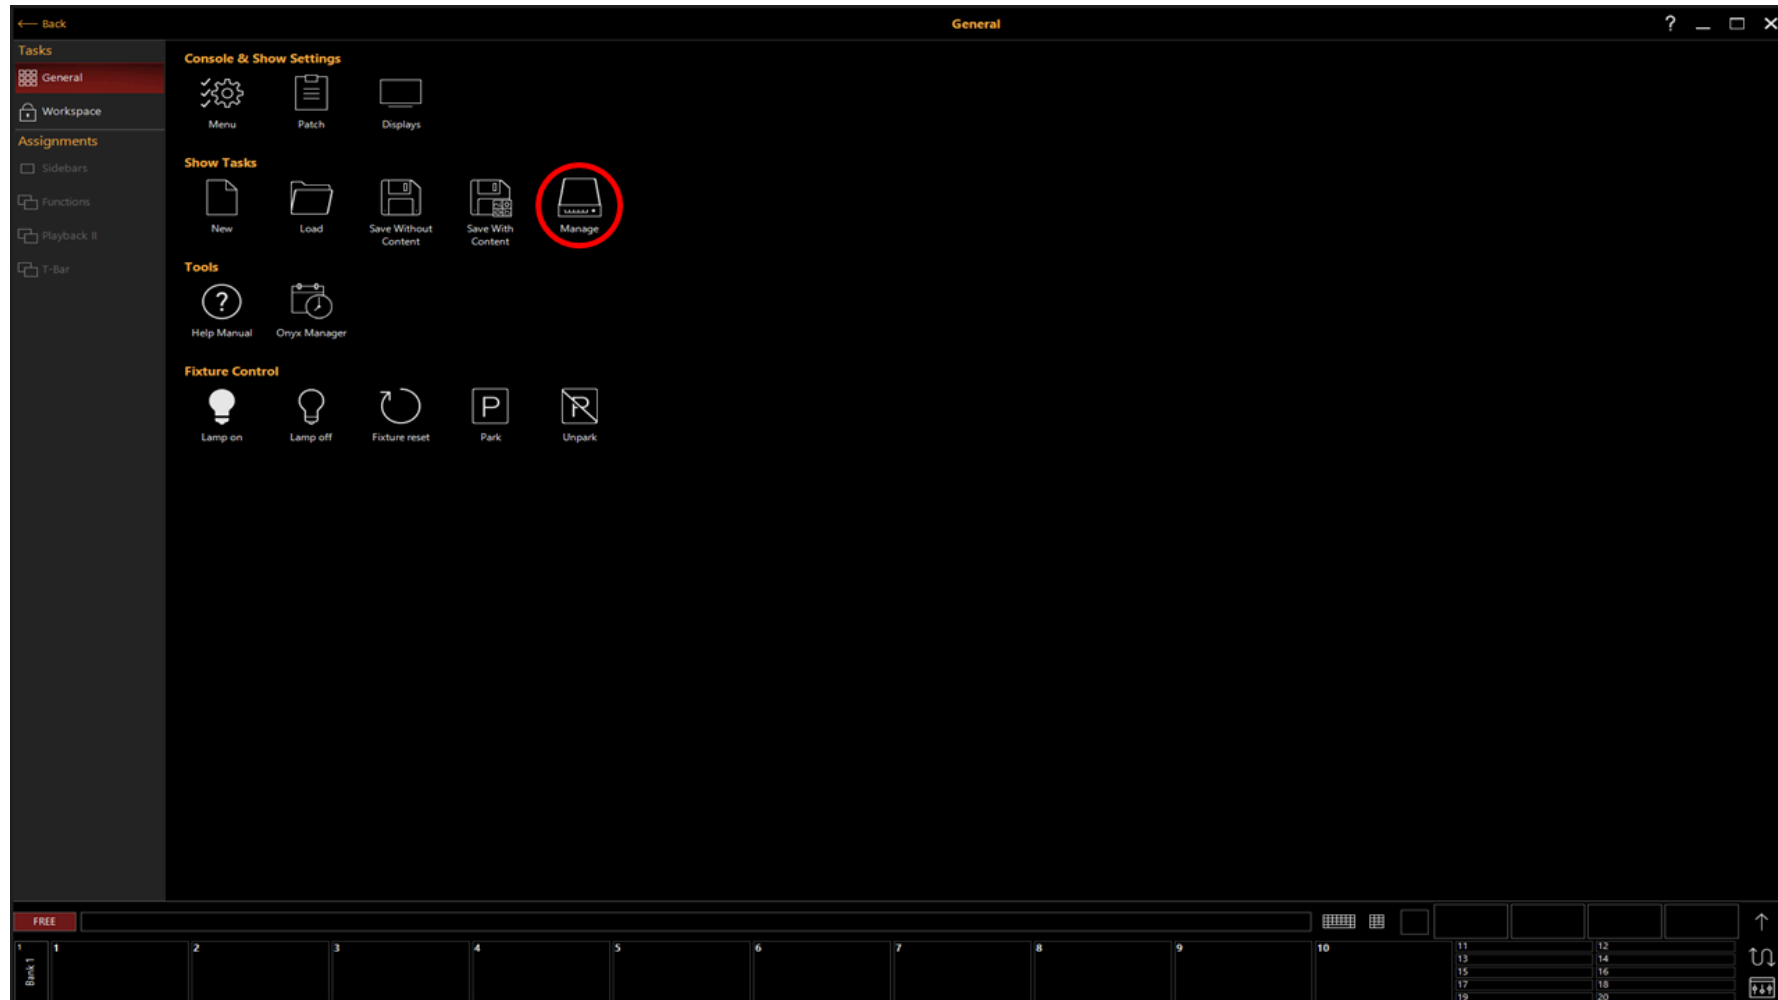 Back
General
?
Tasks
General
Workspace
Assignments
Sidebars
Functions
Playback II
T-Bar
Console & Show Settings
Menu
Patch
Displays
Show Tasks
New
Load
Save Without
Content
Save With
Content
Manage
Tools
?
Help Manual
Onyx Manager
Fixture Control
P
R
Lamp on
Lamp off
Fixture reset
Park
Unpark
FREE
1
Bank 1
1
2
3
4
5
6
7
8
9
10
11
12
13
14
15
16
17
18
19
20